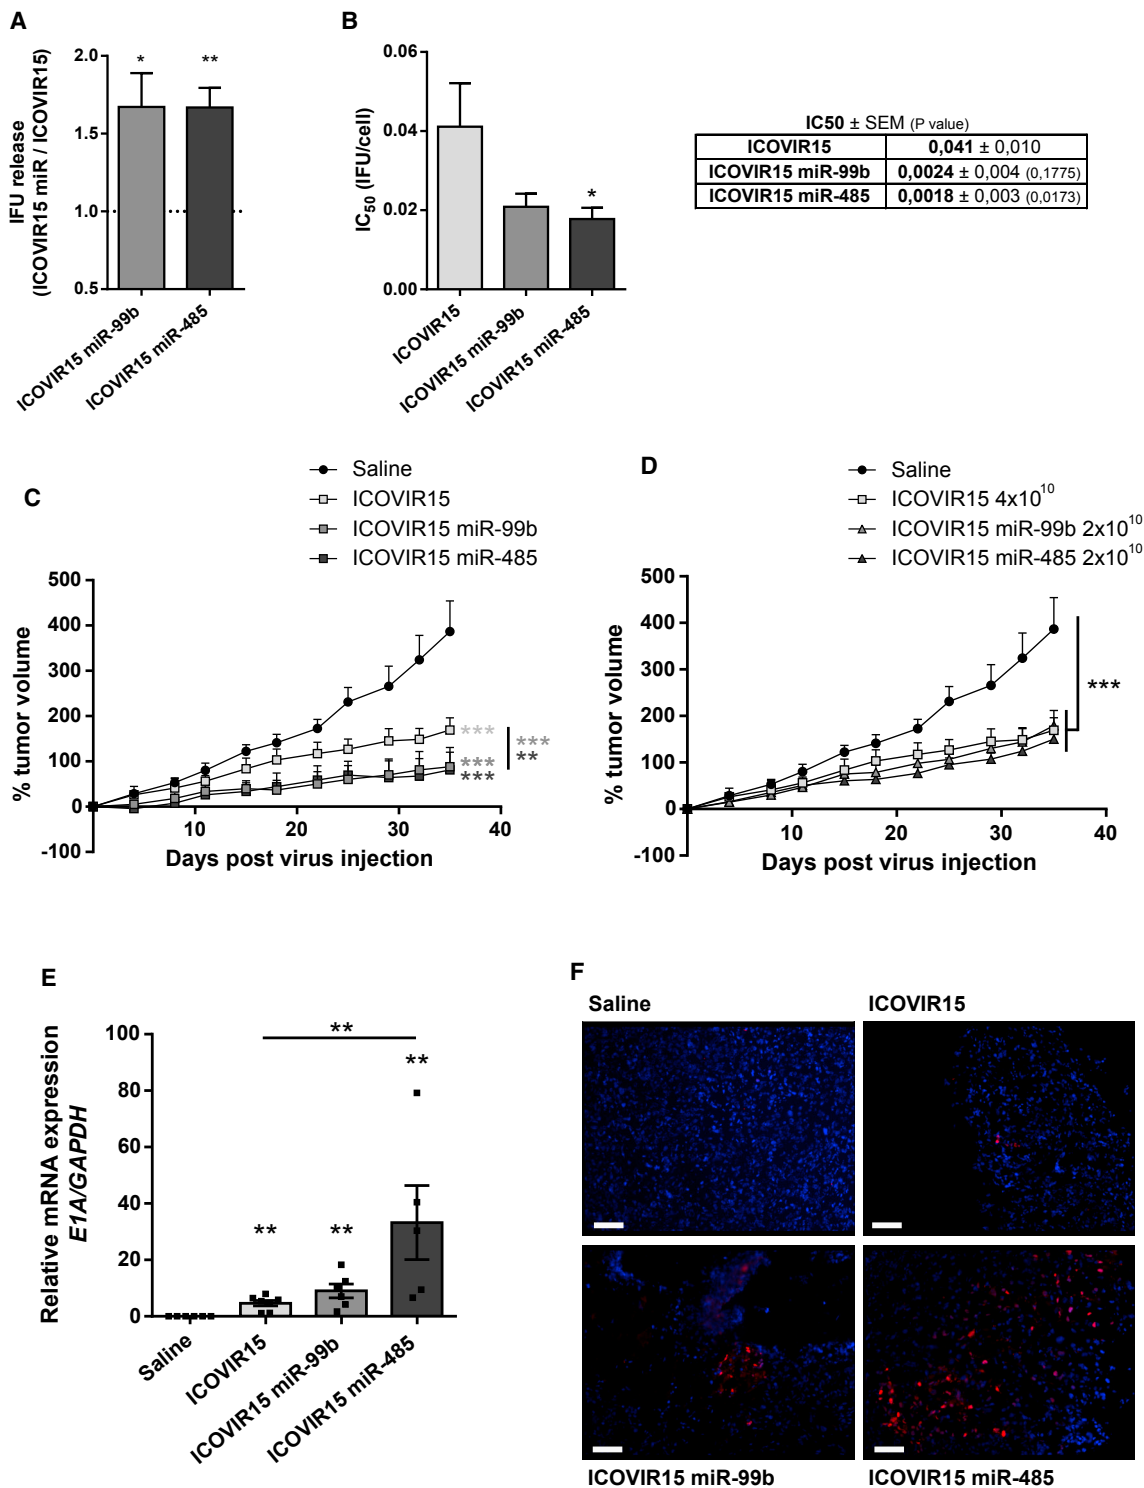 A
IFU release
(ICOVIR15 miR / ICOVIR15)
2.0
1.5
1.0
0.5
*
**
ICOVIR15 miR-99b
ICOVIR15 miR-485
B
IC50 (IFU/cell)
0.06
0.04
0.02
0.00
*
ICOVIR15
ICOVIR15 miR-99b
ICOVIR15 miR-485
IC50 ± SEM (P value)
ICOVIR15 0,041 ± 0,010
ICOVIR15 miR-99b 0,0024 ± 0,004 (0,1775)
ICOVIR15 miR-485 0,0018 ± 0,003 (0,0173)
C
Saline
ICOVIR15
ICOVIR15 miR-99b
ICOVIR15 miR-485
% tumor volume
500
400
300
200
100
0
-100
10 20 30 40
Days post virus injection
***
***
***
***
**
D
Saline
ICOVIR15 4x10^10
ICOVIR15 miR-99b 2x10^10
ICOVIR15 miR-485 2x10^10
% tumor volume
500
400
300
200
100
0
-100
10 20 30 40
Days post virus injection
***
E
Relative mRNA expression
E1A/GAPDH
100
80
60
40
20
0
**
**
**
**
Saline
ICOVIR15
ICOVIR15 miR-99b
ICOVIR15 miR-485
F
Saline
ICOVIR15
ICOVIR15 miR-99b
ICOVIR15 miR-485